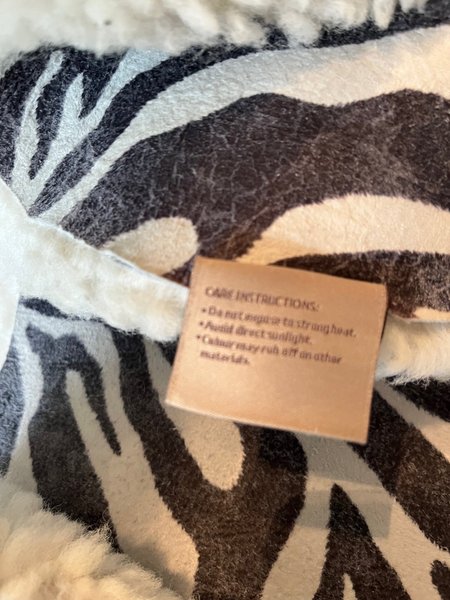 CARE INSTRUCTIONS:
• Do not expose to strong heat.
• Avoid direct sunlight.
• Colour may rub off on other
materials.